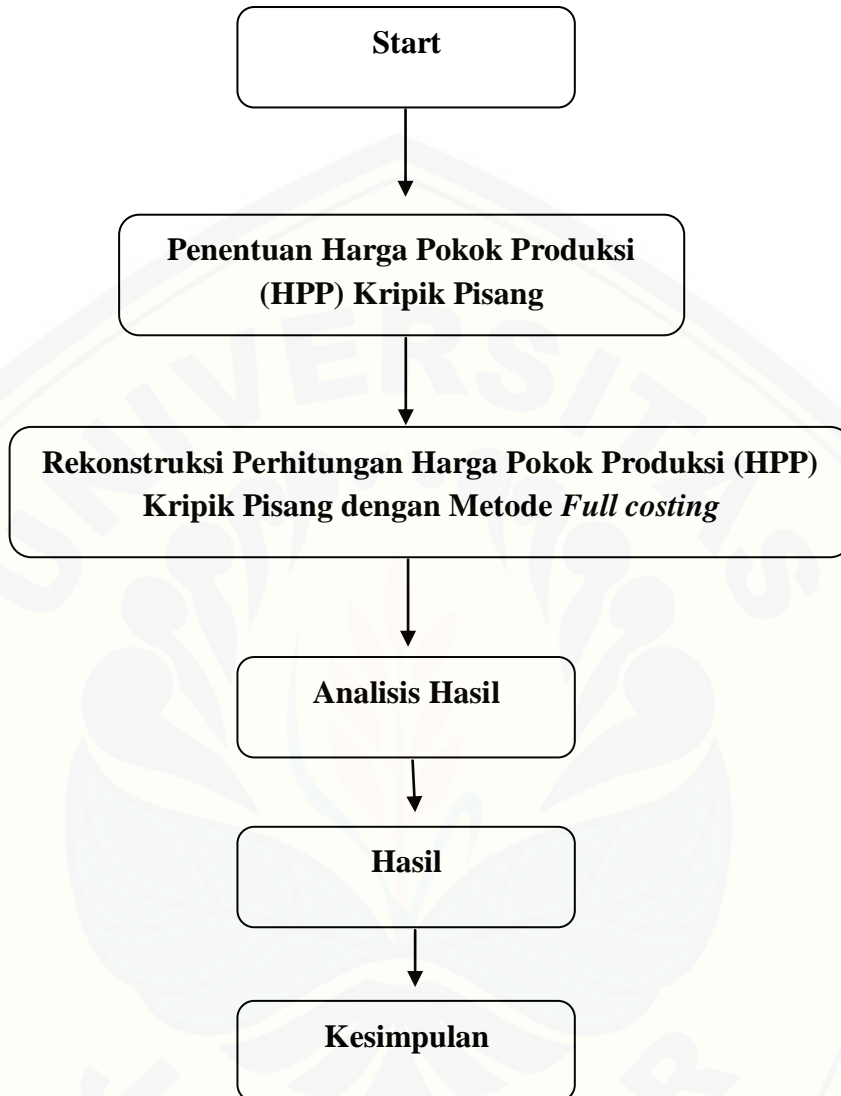 Start
Penentuan Harga Pokok Produksi
(HPP) Kripik Pisang
Rekonstruksi Perhitungan Harga Pokok Produksi (HPP)
Kripik Pisang dengan Metode Full costing
Analisis Hasil
Hasil
Kesimpulan
UNIVERSITAS